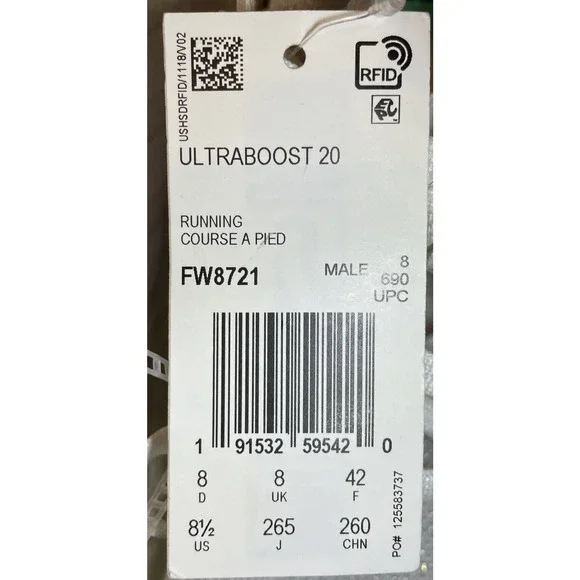 USHSDRFID/1118/V02
RFID
EPC
ULTRABOOST 20
RUNNING
COURSE A PIED
FW8721
MALE 8
690
UPC
1 91532 59542 0
8 8 42
D UK F
8½ 265 260
US J CHN
PO# 125583737